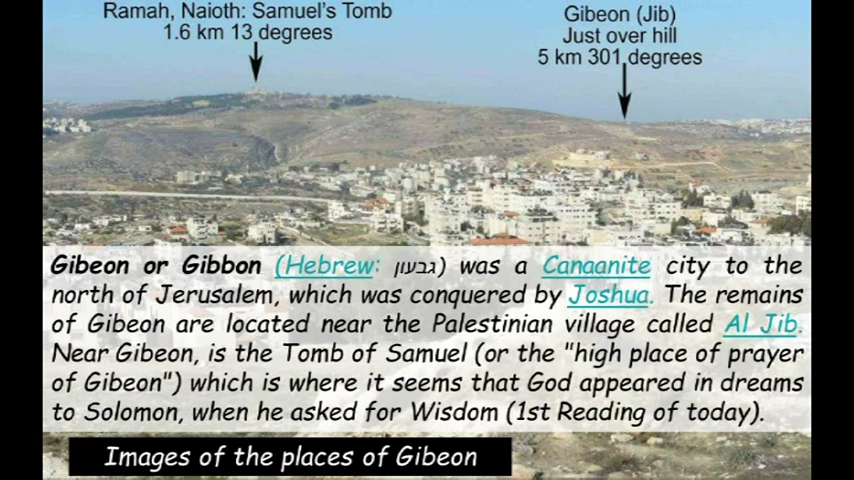 Ramah, Naioth: Samuel's Tomb
1.6 km 13 degrees
Gibeon (Jib)
Just over hill
5 km 301 degrees
Gibeon or Gibbon (Hebrew: גבעון) was a Canaanite city to the
north of Jerusalem, which was conquered by Joshua. The remains
of Gibeon are located near the Palestinian village called Al Jib.
Near Gibeon, is the Tomb of Samuel (or the "high place of prayer
of Gibeon") which is where it seems that God appeared in dreams
to Solomon, when he asked for Wisdom (1st Reading of today).
Images of the places of Gibeon